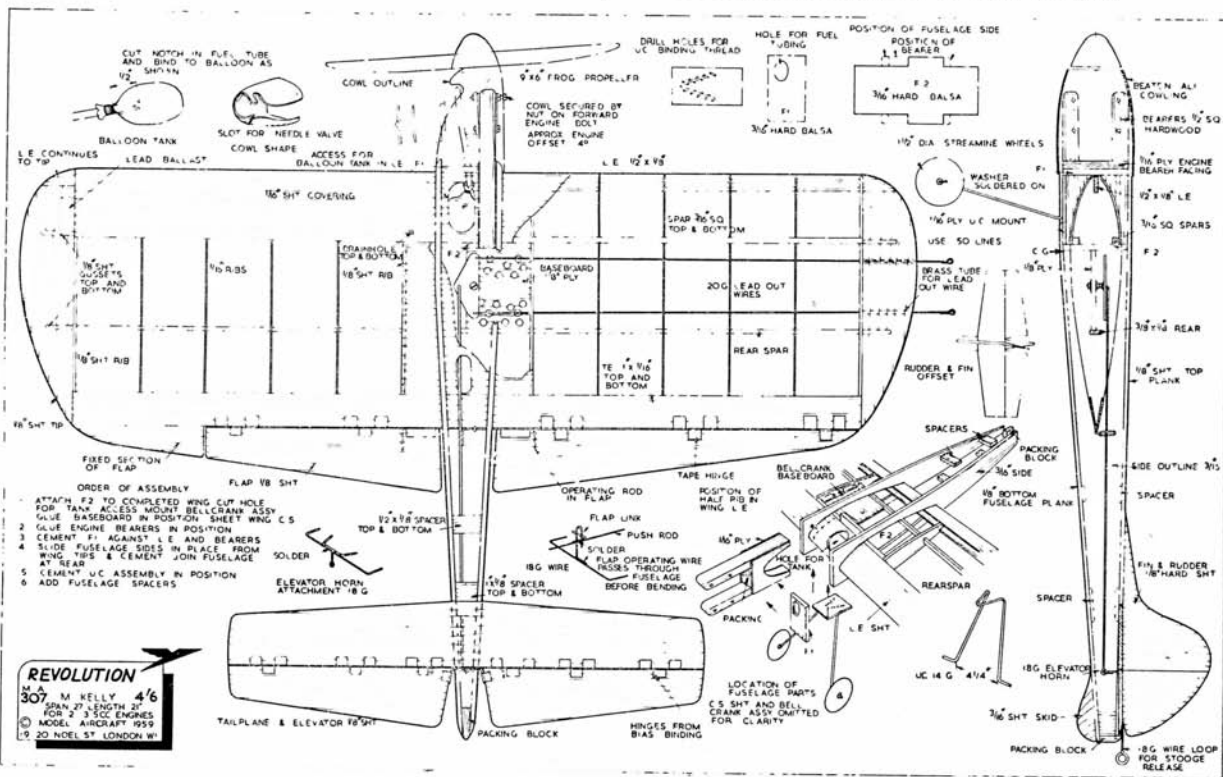 CUT NOTCH IN FUEL TUBE
AND BIND TO BALLOON AS
SHOWN
1/2"
BALLOON TANK
SLOT FOR NEEDLE VALVE
COWL SHAPE
COWL OUTLINE
9"X6" FROG PROPELLER
COWL SECURED BY
NUT ON FORWARD
ENGINE BOLT
APPROX ENGINE
OFFSET 4°
DRILL HOLES FOR
UC BINDING THREAD
HOLE FOR FUEL
TUBING
F1
3/16" HARD BALSA
POSITION OF FUSELAGE SIDE
POSITION OF
BEARER
F 2
3/16" HARD BALSA
BEATEN ALI
COWLING
BEARERS 1/2" SQ
HARDWOOD
1/16 PLY ENGINE
BEARER FACING
1/2" X 1/8" L.E
3/16" SQ SPARS
F 2
L E CONTINUES
TO TIP
LEAD BALLAST
ACCESS FOR
BALLOON TANK IN L.E F1
L E 1/2" X 1/8"
1 1/2" DIA STREAMINE WHEELS
F1
WASHER
SOLDERED ON
1/16" PLY U C MOUNT
USE 50 LINES
C G
1/8" PLY
1/16" SHT COVERING
SPAR 3/16 SQ
TOP & BOTTOM
DRAINHOLE
TOP & BOTTOM
1/8" SHT RIB
F 2
BASEBOARD
1/8" PLY
20G LEAD OUT
WIRES
BRASS TUBE
FOR LEAD
OUT WIRE
1/8" SHT
GUSSETS
TOP AND
BOTTOM
1/16 RIBS
1/8" SHT RIB
REAR SPAR
REAR
RUDDER & FIN
OFFSET
1/8" SHT TOP
PLANK
T E 1" X 1/16"
TOP AND
BOTTOM
1/8" SHT TIP
FIXED SECTION
OF FLAP
FLAP 1/8 SHT
OPERATING ROD
IN FLAP
TAPE HINGE
POSITION OF
HALF RIB IN
WING L.E
BELLCRANK
BASEBOARD
SPACERS
PACKING
BLOCK
3/16" SIDE
1/8" BOTTOM
FUSELAGE PLANK
SIDE OUTLINE 3/16
SPACER
ORDER OF ASSEMBLY
1 ATTACH F2 TO COMPLETED WING CUT HOLE
FOR TANK ACCESS MOUNT BELLCRANK ASSY
GLUE BASEBOARD IN POSITION SHEET WING C S
2 GLUE ENGINE BEARERS IN POSITION
3 CEMENT F1 AGAINST L E AND BEARERS
4 SLIDE FUSELAGE SIDES IN PLACE FROM
WING TIPS & CEMENT JOIN FUSELAGE
AT REAR
5 CEMENT U.C ASSEMBLY IN POSITION
6 ADD FUSELAGE SPACERS
SOLDER
ELEVATOR HORN
ATTACHMENT 18 G
1/2 X 1/8" SPACER
TOP & BOTTOM
1" X 1/8" SPACER
TOP & BOTTOM
FLAP LINK
PUSH ROD
SOLDER
18G WIRE
FLAP OPERATING WIRE
PASSES THROUGH
FUSELAGE
BEFORE BENDING
1/16" PLY
HOLE FOR
TANK
F.2
REARSPAR
PACKING
L.E SHT
F1
LOCATION OF
FUSELAGE PARTS
C.S SHT AND BELL
CRANK ASSY OMITTED
FOR CLARITY
UC 14 G
4 1/4"
FIN & RUDDER
1/8" HARD SHT
SPACER
18G ELEVATOR
HORN
3/16" SHT SKID
PACKING BLOCK
18G WIRE LOOP
FOR STOOGE
RELEASE
TAILPLANE & ELEVATOR 1/8 SHT
PACKING BLOCK
HINGES FROM
BIAS BINDING
REVOLUTION
M A
307 M KELLY 4/6
SPAN 27" LENGTH 21"
FOR 2 3 5CC ENGINES
© MODEL AIRCRAFT 1959
19 20 NOEL ST LONDON W1